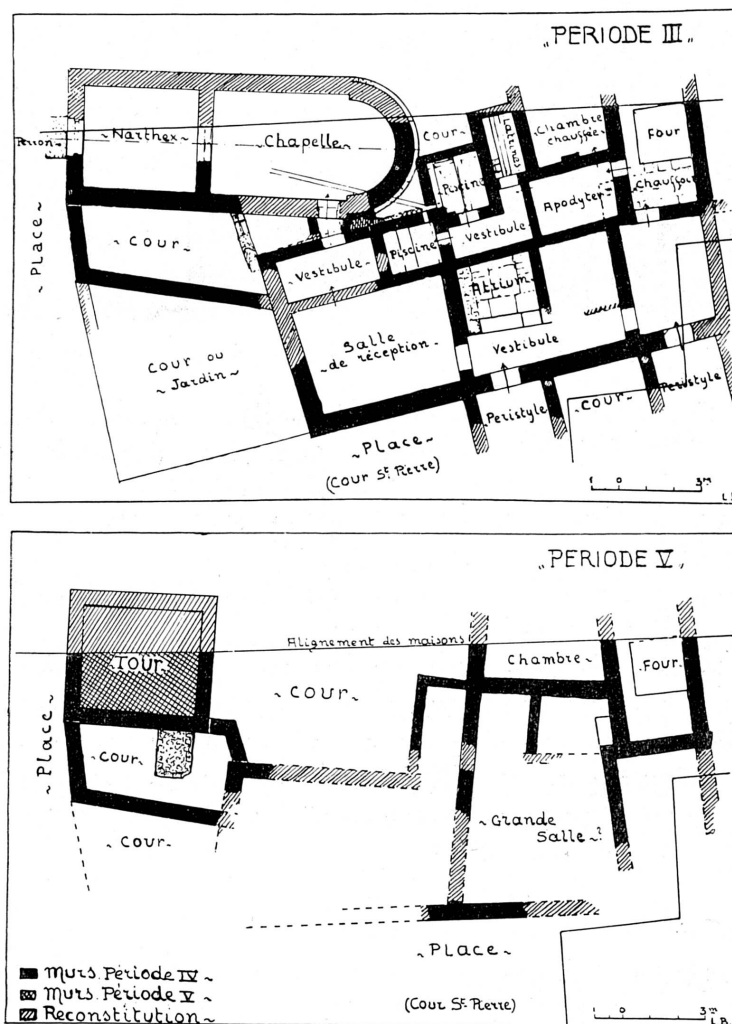 „PERIODE III„
Perron
~Narthex~
Chapelle~
Cour~
Latrines
Chambre
chauffée~
Four
Piscine
Chauffoir
Apodyter.
~Place~
~Cour~
~Vestibule~
Piscine
Vestibule
Atrium
Salle
~de réception~
Vestibule
Cour ou
~Jardin~
Peristyle
~Cour~
Peristyle
~Place~
(Cour St Pierre)
1 0 3m
„PERIODE V„
Alignement des maisons
~Tour~
Chambre~
Four~
~Cour~
~Place~
~Cour~
~Cour~
~Grande
Salle~?
~Place~
Murs. Période IV~
Murs. Période V~
Reconstitution~
(Cour St Pierre)
1 0 3m
L.B.